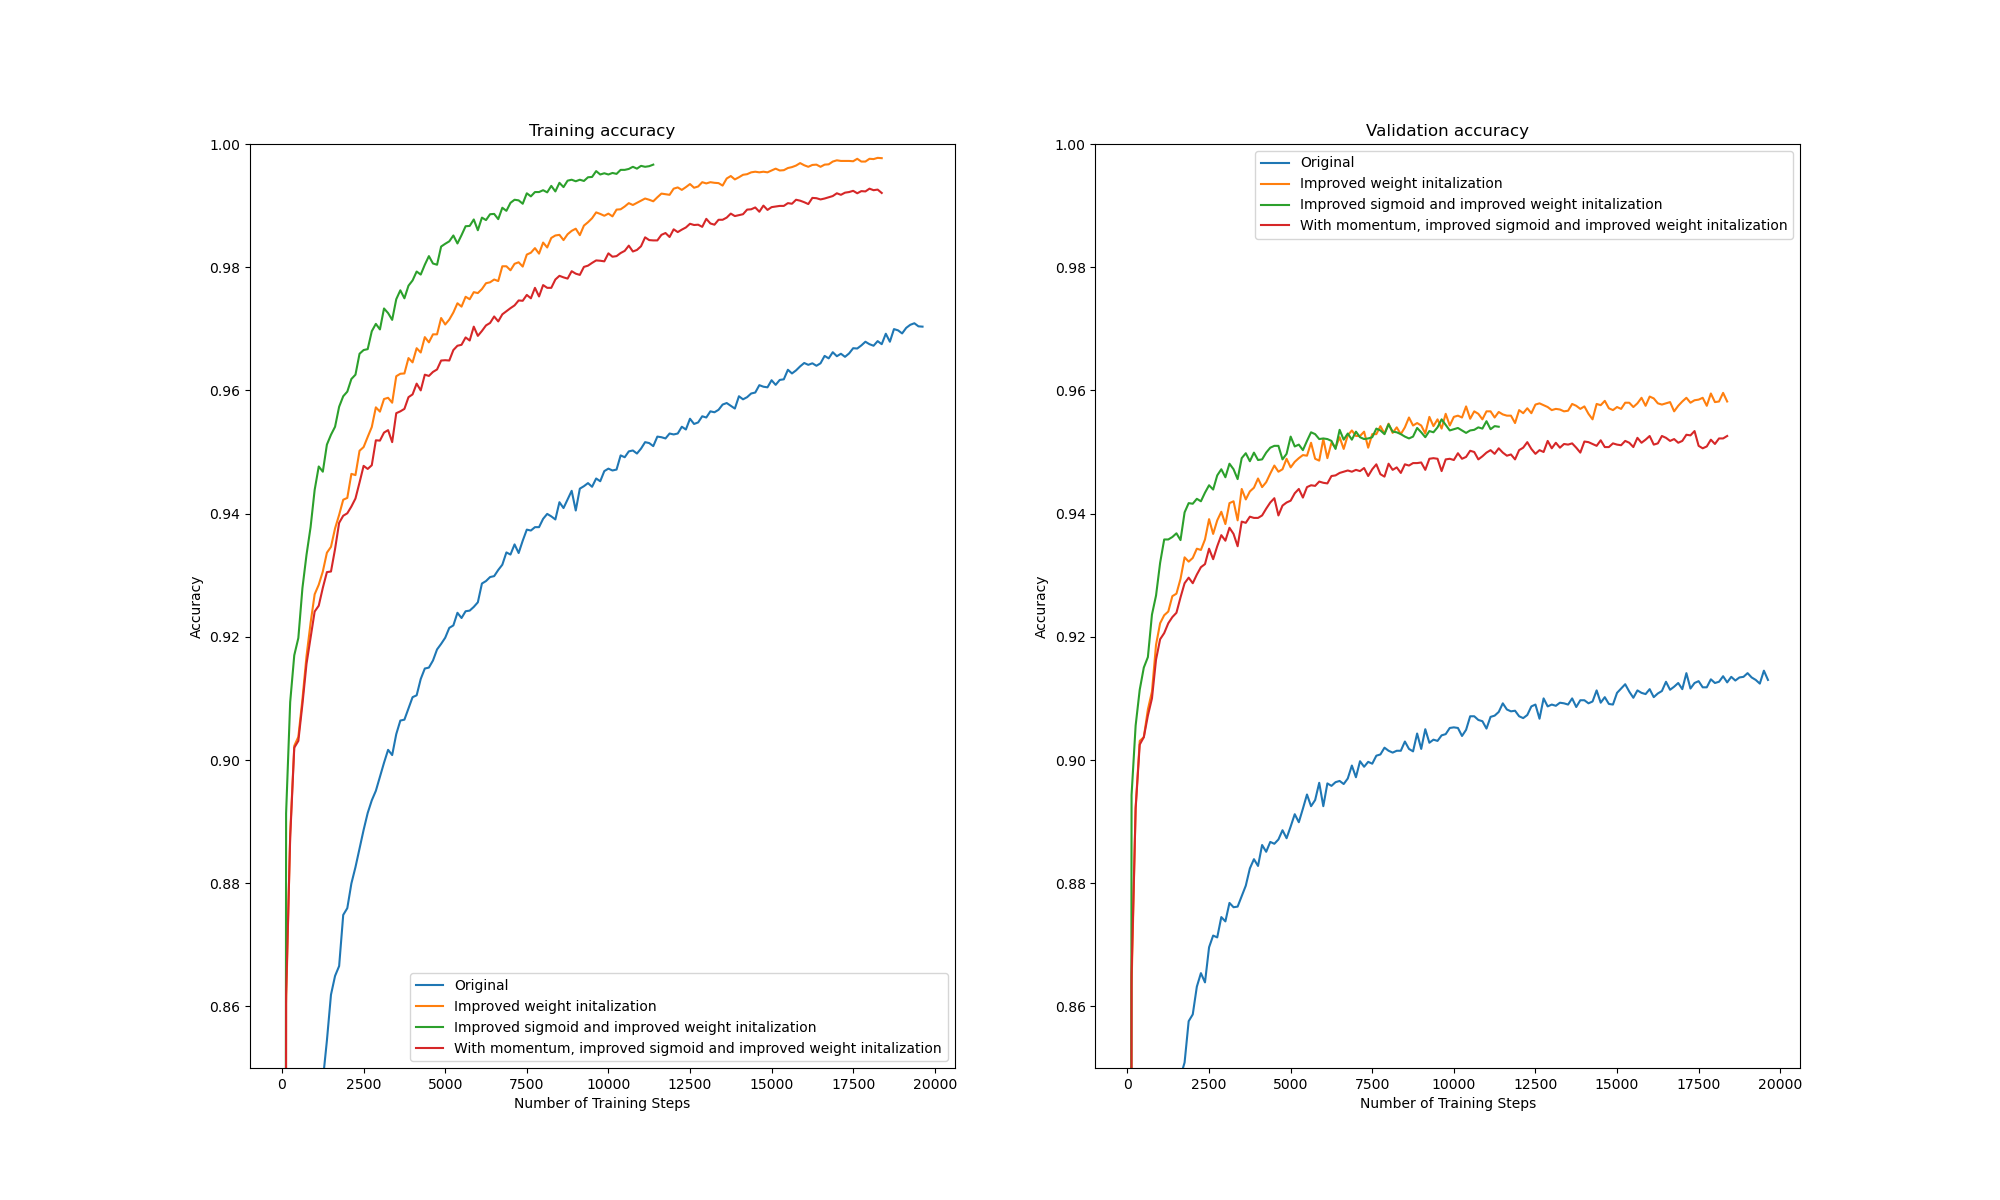 Training accuracy
1.00
0.98
0.96
0.94
0.92
0.90
0.88
0.86
Accuracy
Original
Improved weight initalization
Improved sigmoid and improved weight initalization
With momentum, improved sigmoid and improved weight initalization
0 2500 5000 7500 10000 12500 15000 17500 20000
Number of Training Steps
Validation accuracy
1.00
0.98
0.96
0.94
0.92
0.90
0.88
0.86
Accuracy
Original
Improved weight initalization
Improved sigmoid and improved weight initalization
With momentum, improved sigmoid and improved weight initalization
0 2500 5000 7500 10000 12500 15000 17500 20000
Number of Training Steps